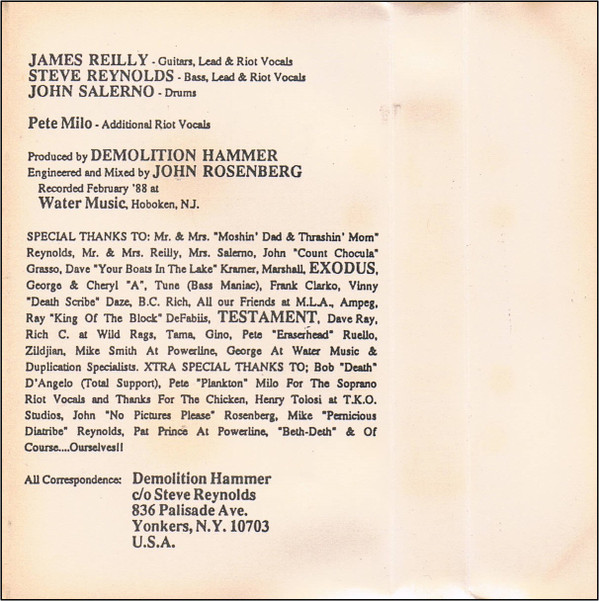 JAMES REILLY - Guitars, Lead & Riot Vocals
STEVE REYNOLDS - Bass, Lead & Riot Vocals
JOHN SALERNO - Drums
Pete Milo - Additional Riot Vocals
Produced by DEMOLITION HAMMER
Engineered and Mixed by JOHN ROSENBERG
Recorded February '88 at
Water Music, Hoboken, N.J.
SPECIAL THANKS TO: Mr. & Mrs. "Moshin' Dad & Thrashin' Mom"
Reynolds, Mr. & Mrs. Reilly, Mrs. Salerno, John "Count Chocula"
Grasso, Dave "Your Boats In The Lake" Kramer, Marshall, EXODUS,
George & Cheryl "A", Tune (Bass Maniac), Frank Clarko, Vinny
"Death Scribe" Daze, B.C. Rich, All our Friends at M.L.A., Ampeg,
Ray "King Of The Block" DeFabiis, TESTAMENT, Dave Ray,
Rich C. at Wild Rags, Tama, Gino, Pete "Eraserhead" Ruello,
Zildjian, Mike Smith At Powerline, George At Water Music &
Duplication Specialists. XTRA SPECIAL THANKS TO; Bob "Death"
D'Angelo (Total Support), Pete "Plankton" Milo For The Soprano
Riot Vocals and Thanks For The Chicken, Henry Tolosi at T.K.O.
Studios, John "No Pictures Please" Rosenberg, Mike "Pernicious
Diatribe" Reynolds, Pat Prince At Powerline, "Beth-Deth" & Of
Course....Ourselves!!
All Correspondence: Demolition Hammer
c/o Steve Reynolds
836 Palisade Ave.
Yonkers, N.Y. 10703
U.S.A.